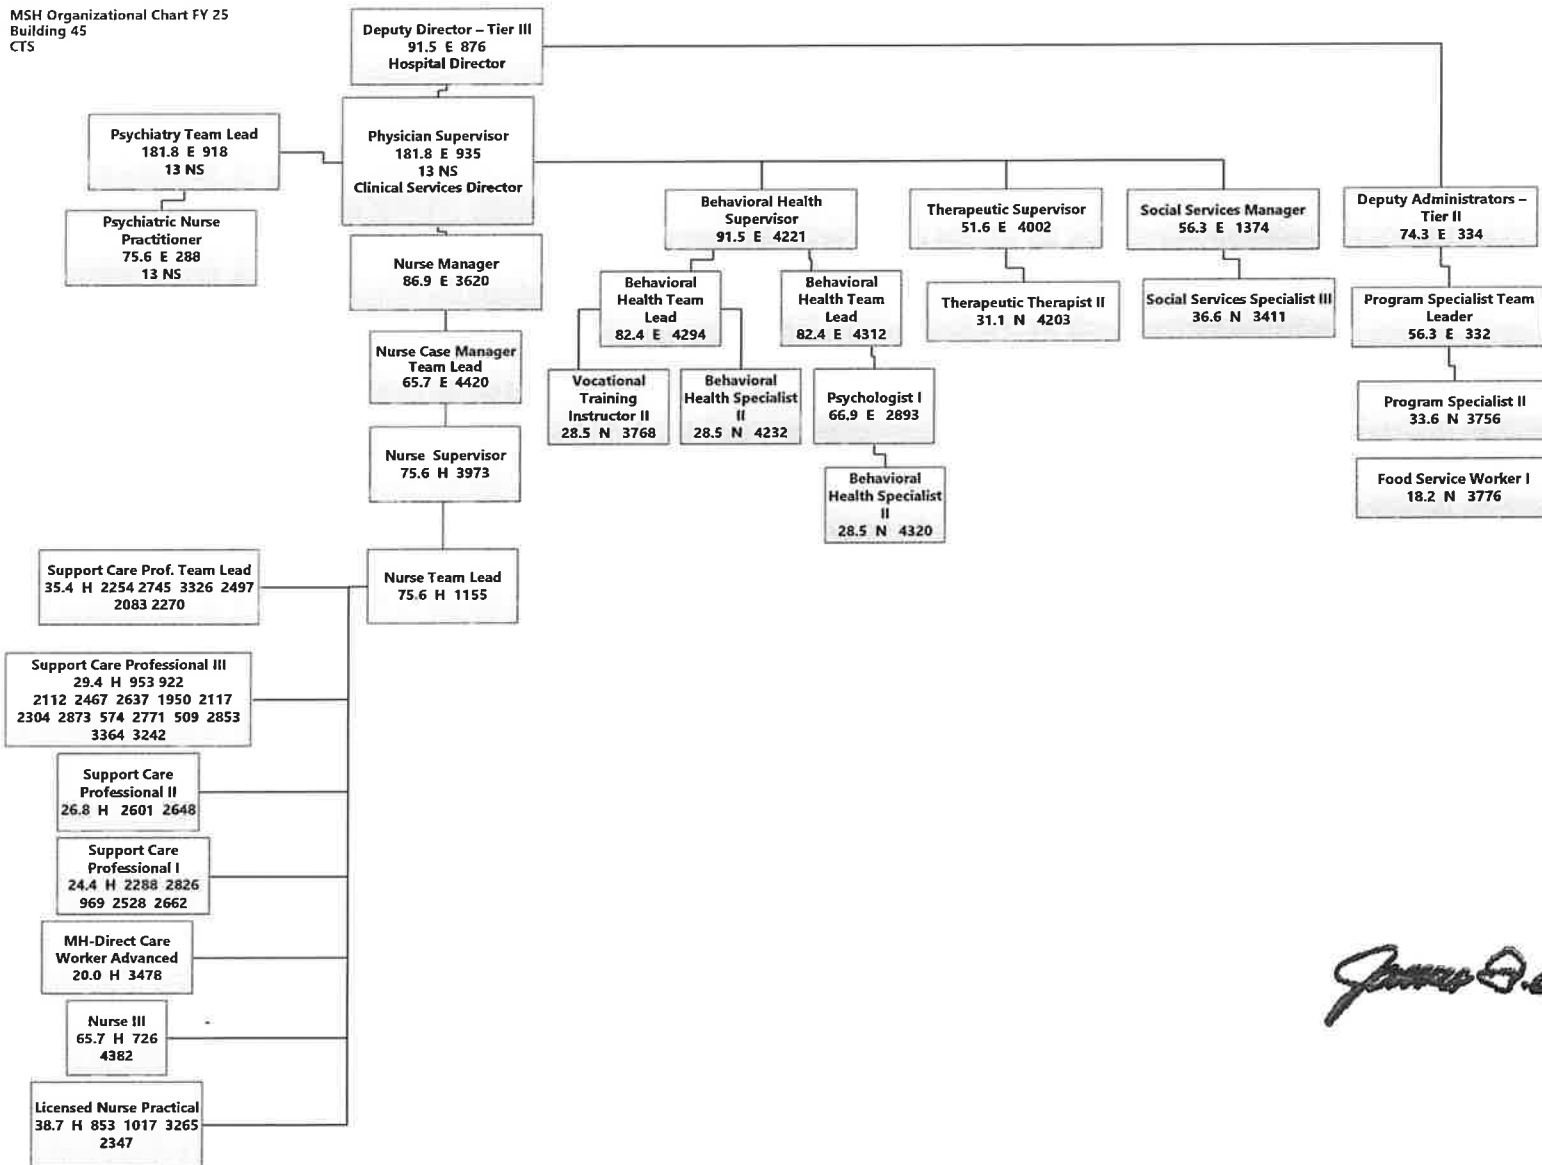 MSH Organizational Chart FY 25
Building 45
CTS
Deputy Director – Tier III
91.5 E 876
Hospital Director
Psychiatry Team Lead
181.8 E 918
13 NS
Physician Supervisor
181.8 E 935
13 NS
Clinical Services Director
Psychiatric Nurse
Practitioner
75.6 E 288
13 NS
Behavioral Health
Supervisor
91.5 E 4221
Therapeutic Supervisor
51.6 E 4002
Social Services Manager
56.3 E 1374
Deputy Administrators –
Tier II
74.3 E 334
Nurse Manager
86.9 E 3620
Behavioral
Health Team
Lead
82.4 E 4294
Behavioral
Health Team
Lead
82.4 E 4312
Therapeutic Therapist II
31.1 N 4203
Social Services Specialist III
36.6 N 3411
Program Specialist Team
Leader
56.3 E 332
Nurse Case Manager
Team Lead
65.7 E 4420
Vocational
Training
Instructor II
28.5 N 3768
Behavioral
Health Specialist
II
28.5 N 4232
Psychologist I
66.9 E 2893
Program Specialist II
33.6 N 3756
Nurse Supervisor
75.6 H 3973
Behavioral
Health Specialist
II
28.5 N 4320
Food Service Worker I
18.2 N 3776
Support Care Prof. Team Lead
35.4 H 2254 2745 3326 2497
2083 2270
Nurse Team Lead
75.6 H 1155
Support Care Professional III
29.4 H 953 922
2112 2467 2637 1950 2117
2304 2873 574 2771 509 2853
3364 3242
Support Care
Professional II
26.8 H 2601 2648
Support Care
Professional I
24.4 H 2288 2826
969 2528 2662
MH-Direct Care
Worker Advanced
20.0 H 3478
Nurse III
65.7 H 726
4382
Licensed Nurse Practical
38.7 H 853 1017 3265
2347